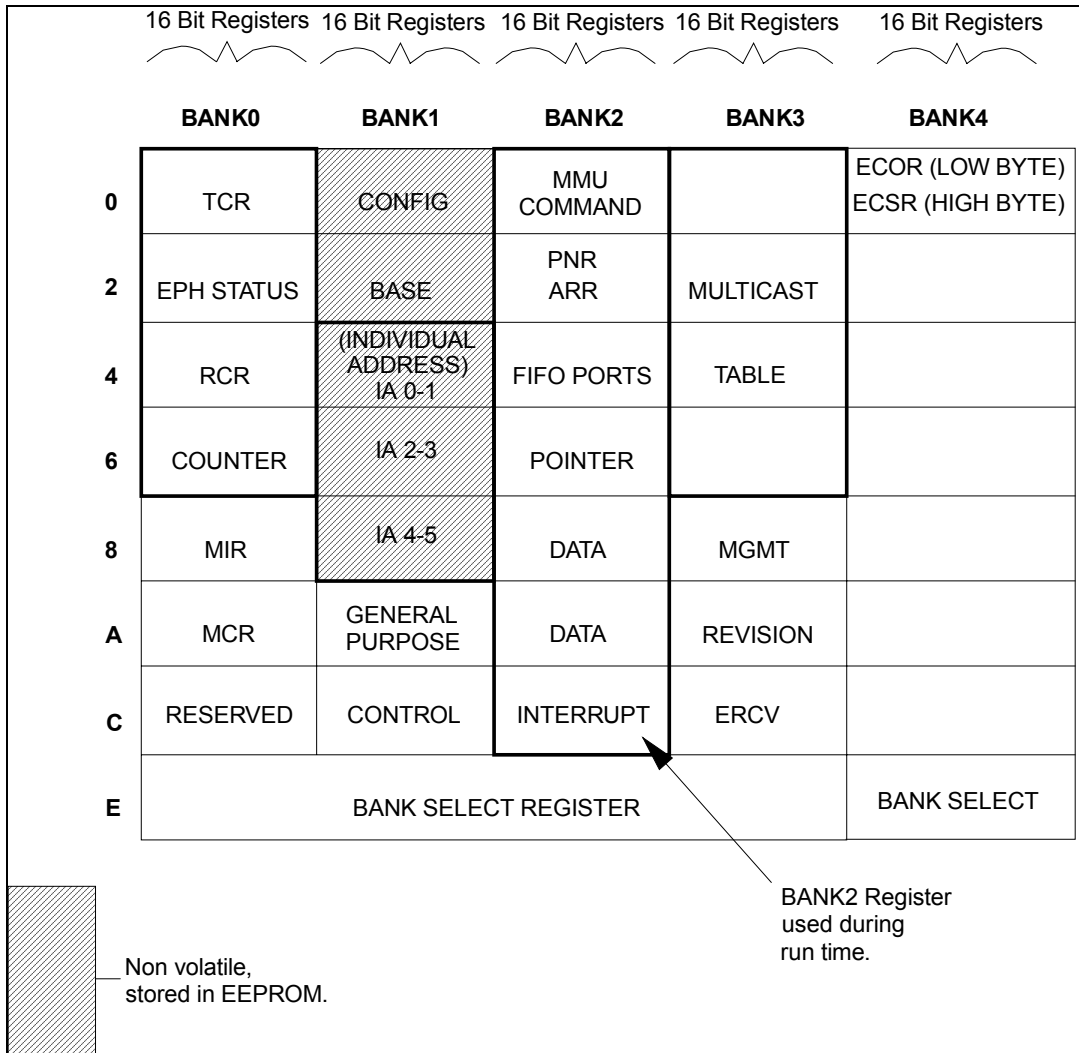 16 Bit Registers 16 Bit Registers 16 Bit Registers 16 Bit Registers 16 Bit Registers
BANK0 BANK1 BANK2 BANK3 BANK4
0 TCR CONFIG MMU COMMAND ECOR (LOW BYTE) ECSR (HIGH BYTE)
2 EPH STATUS BASE PNR ARR MULTICAST
4 RCR (INDIVIDUAL ADDRESS) IA 0-1 FIFO PORTS TABLE
6 COUNTER IA 2-3 POINTER
8 MIR IA 4-5 DATA MGMT
A MCR GENERAL PURPOSE DATA REVISION
C RESERVED CONTROL INTERRUPT ERCV
E BANK SELECT REGISTER BANK SELECT
BANK2 Register
used during
run time.
Non volatile,
stored in EEPROM.